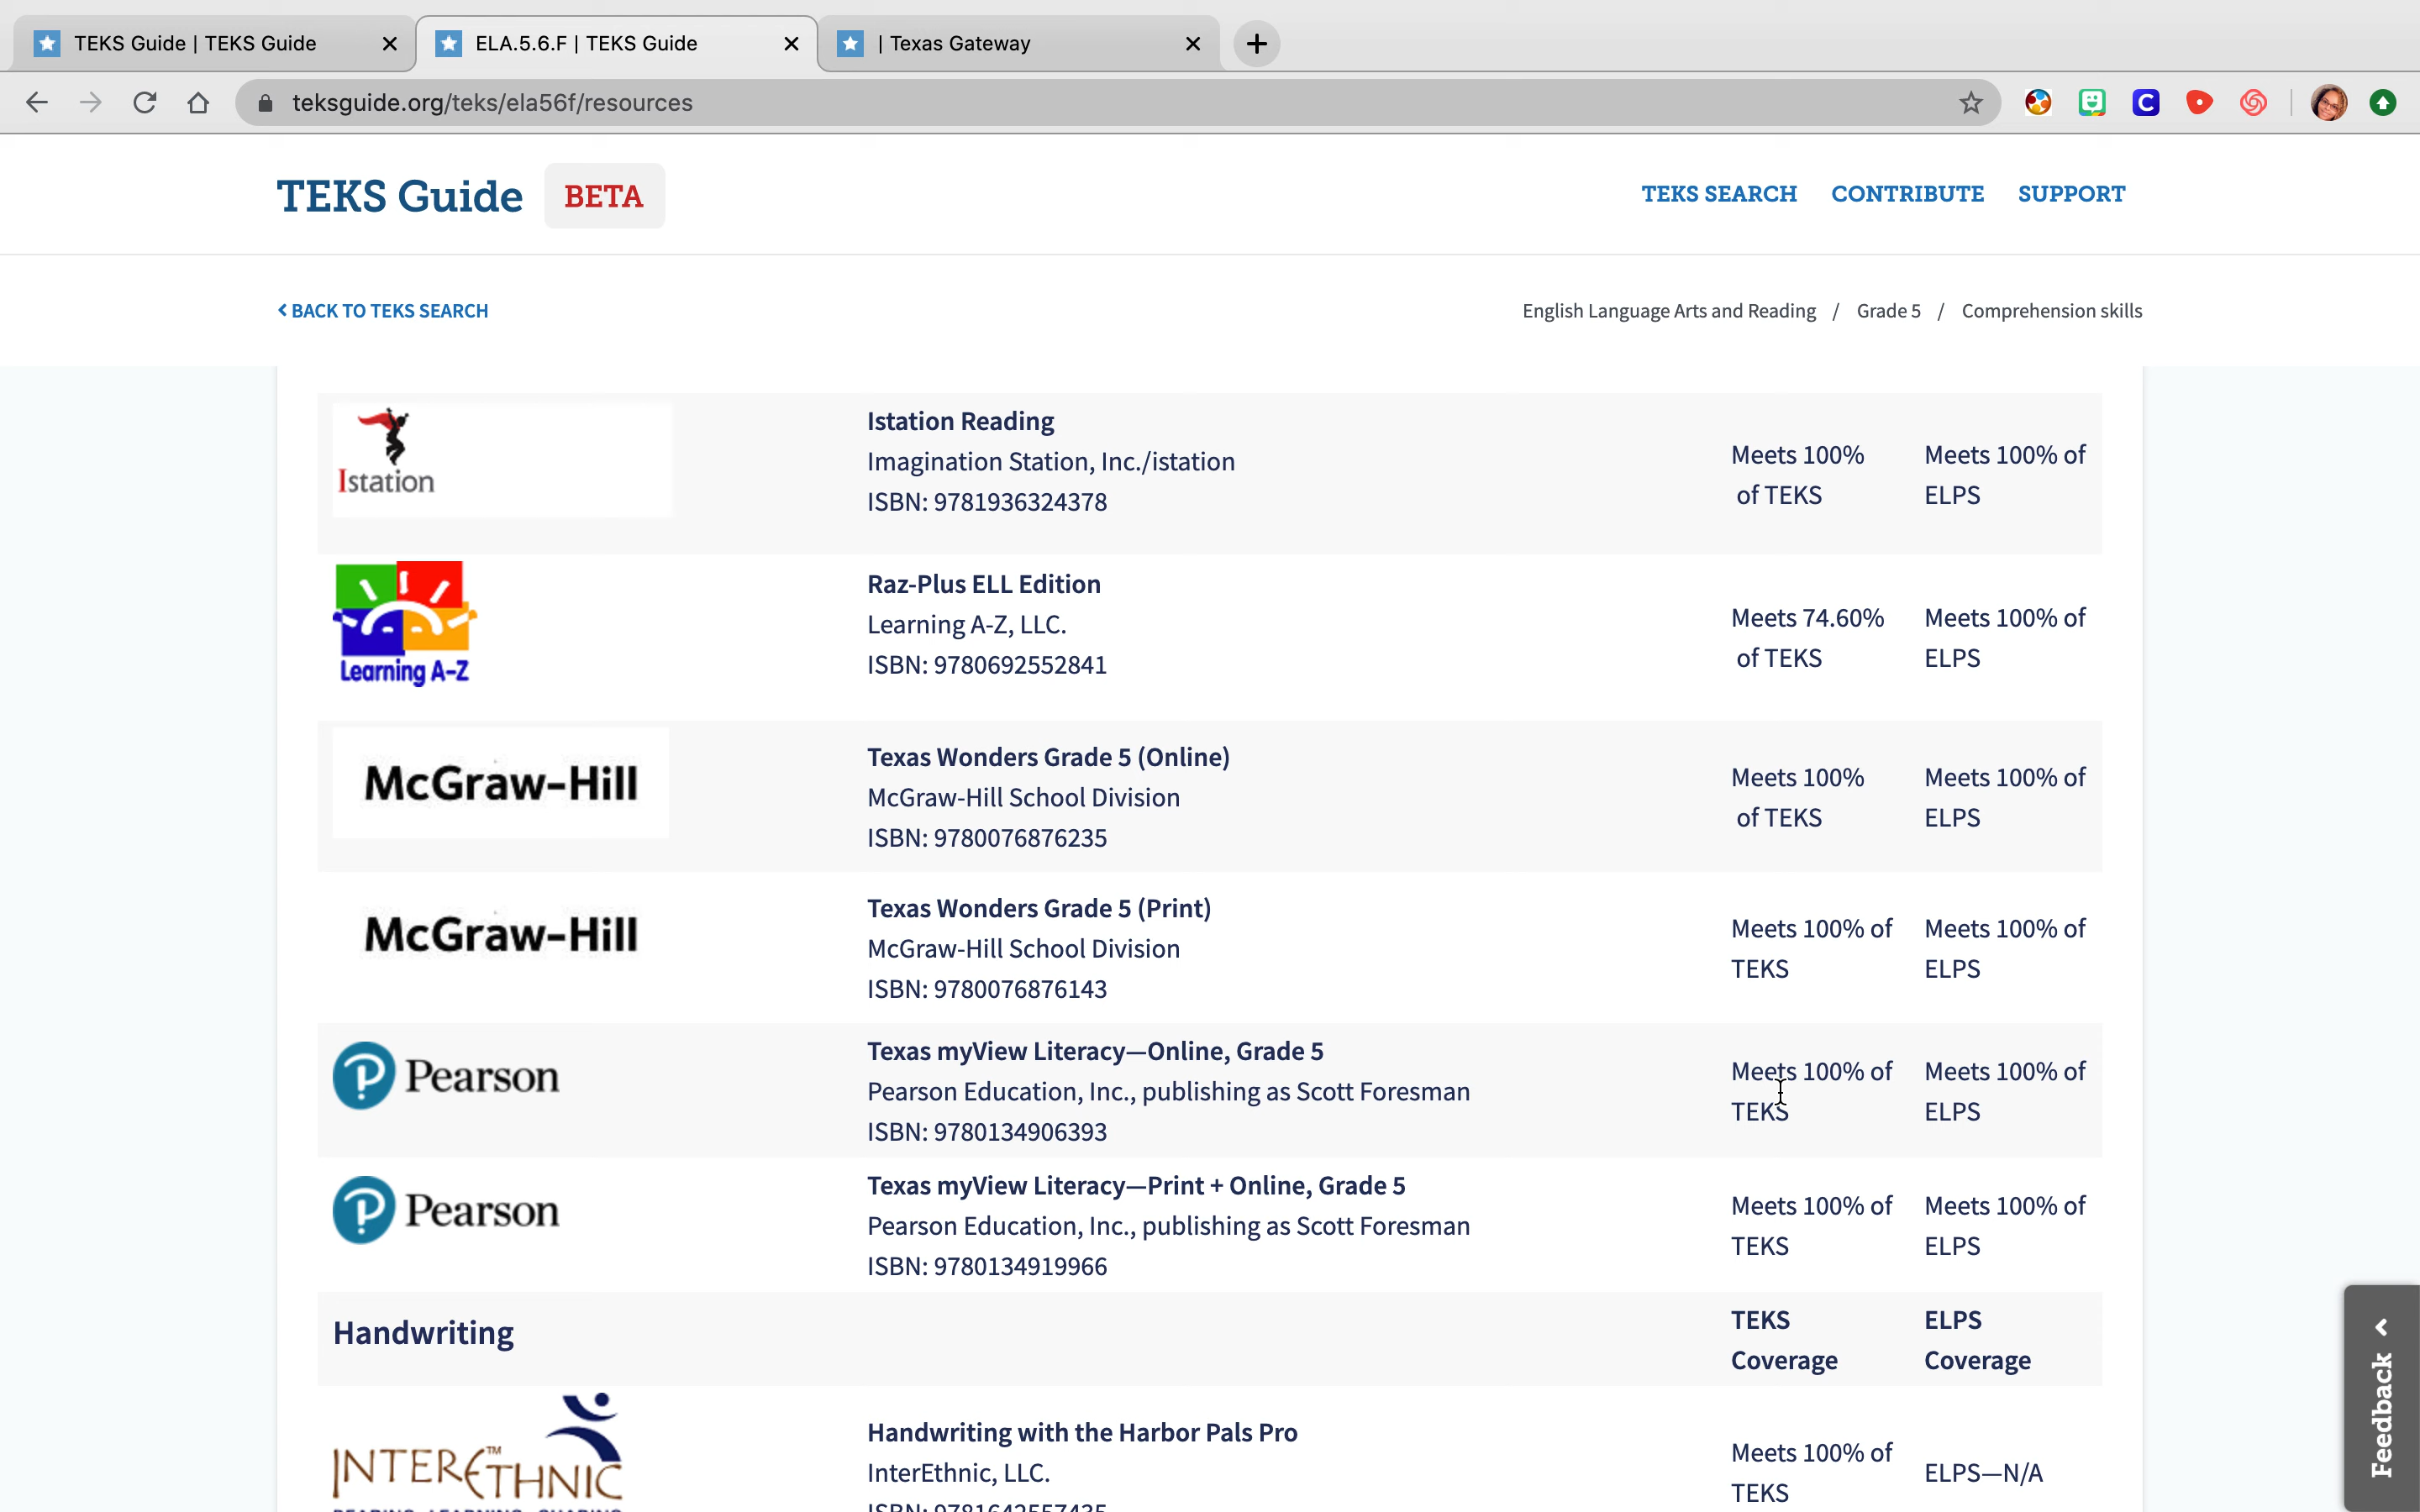 TEKS Guide | TEKS Guide
ELA.5.6.F | TEKS Guide
| Texas Gateway
teksguide.org/teks/ela56f/resources
TEKS Guide BETA
TEKS SEARCH CONTRIBUTE SUPPORT
BACK TO TEKS SEARCH
English Language Arts and Reading / Grade 5 / Comprehension skills
Istation
Istation Reading
Imagination Station, Inc./istation
ISBN: 9781936324378
Meets 100%
of TEKS
Meets 100% of
ELPS
Learning A-Z
Raz-Plus ELL Edition
Learning A-Z, LLC.
ISBN: 9780692552841
Meets 74.60%
of TEKS
Meets 100% of
ELPS
McGraw-Hill
Texas Wonders Grade 5 (Online)
McGraw-Hill School Division
ISBN: 9780076876235
Meets 100%
of TEKS
Meets 100% of
ELPS
McGraw-Hill
Texas Wonders Grade 5 (Print)
McGraw-Hill School Division
ISBN: 9780076876143
Meets 100% of
TEKS
Meets 100% of
ELPS
Pearson
Texas myView Literacy—Online, Grade 5
Pearson Education, Inc., publishing as Scott Foresman
ISBN: 9780134906393
Meets 100% of
TEKS
Meets 100% of
ELPS
Pearson
Texas myView Literacy—Print + Online, Grade 5
Pearson Education, Inc., publishing as Scott Foresman
ISBN: 9780134919966
Meets 100% of
TEKS
Meets 100% of
ELPS
Handwriting
TEKS
Coverage
ELPS
Coverage
INTERETHNIC™
Handwriting with the Harbor Pals Pro
InterEthnic, LLC.
Meets 100% of
TEKS
ELPS—N/A
Feedback